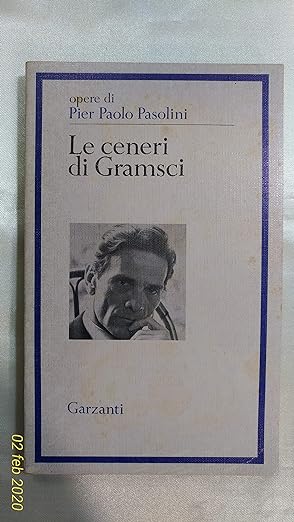 opere di
Pier Paolo Pasolini
Le ceneri
di Gramsci
Garzanti
02 feb 2020